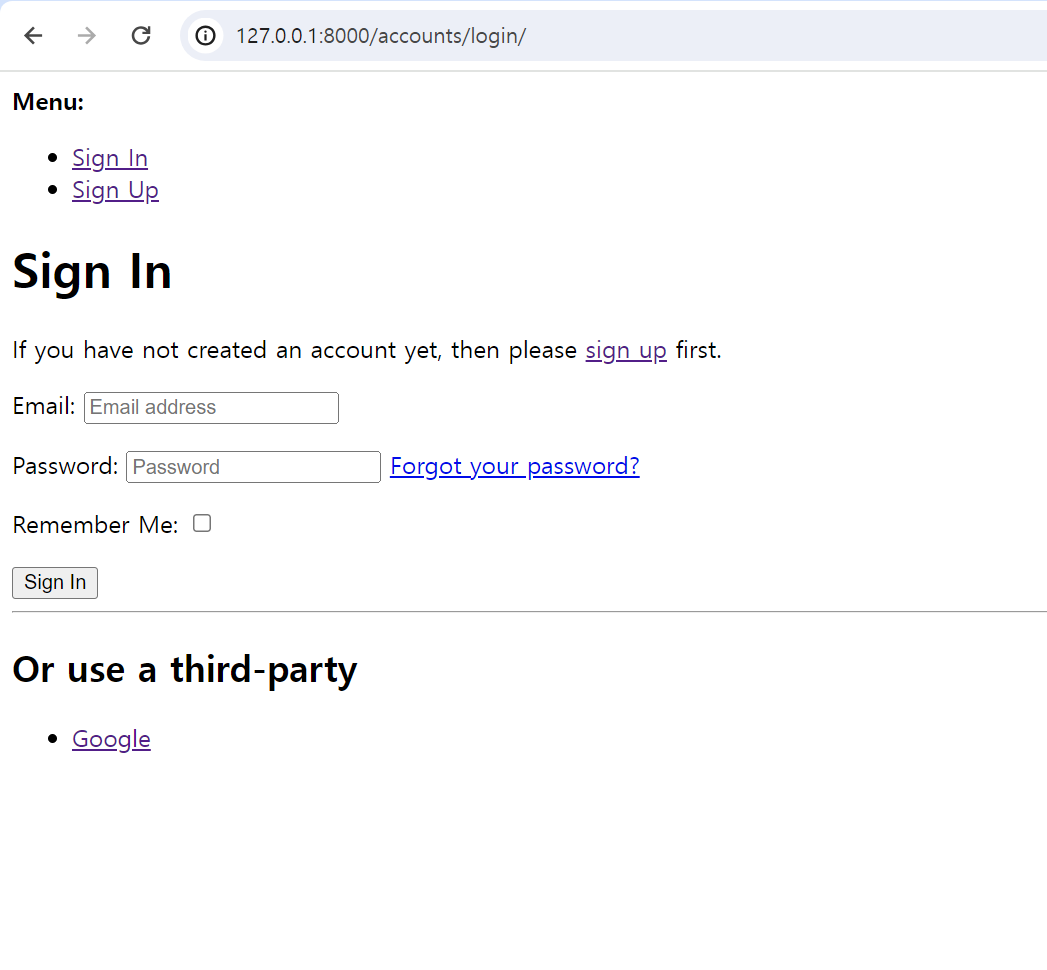 127.0.0.1:8000/accounts/login/
Menu:
Sign In
Sign Up
Sign In
If you have not created an account yet, then please sign up first.
Email: Email address
Password: Password Forgot your password?
Remember Me:
Sign In
Or use a third-party
Google